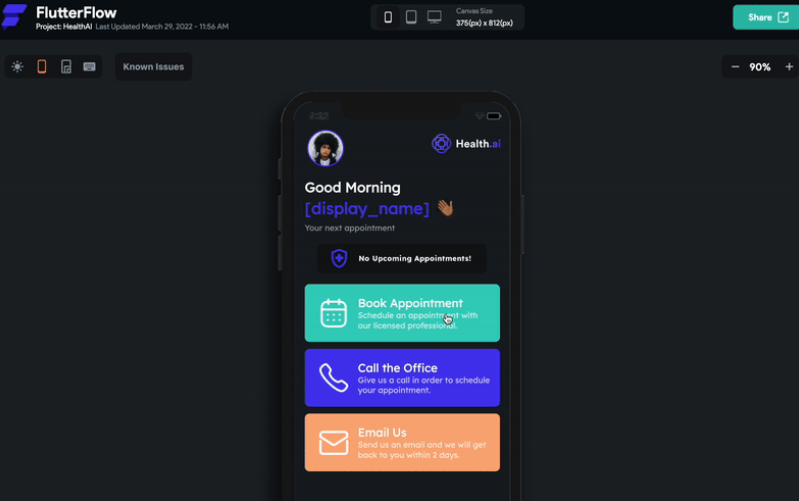 FlutterFlow
Project: HealthAI Last Updated March 29, 2022 - 11:56 AM
Canvas Size
375(px) x 812(px)
Share
Known Issues
90%
Health.ai
Good Morning
[display_name] 👋🏾
Your next appointment
No Upcoming Appointments!
Book Appointment
Schedule an appointment with
our licensed professional.
Call the Office
Give us a call in order to schedule
your appointment.
Email Us
Send us an email and we will get
back to you within 2 days.